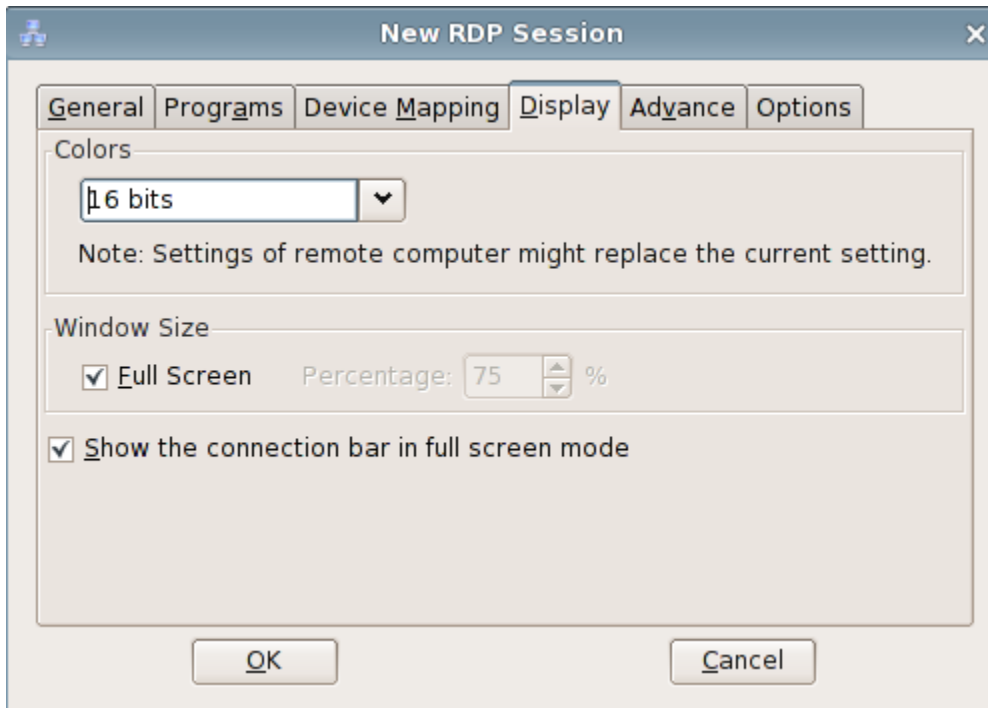 New RDP Session
General Programs Device Mapping Display Advance Options
Colors
16 bits
Note: Settings of remote computer might replace the current setting.
Window Size
Full Screen Percentage: 75 %
Show the connection bar in full screen mode
OK Cancel